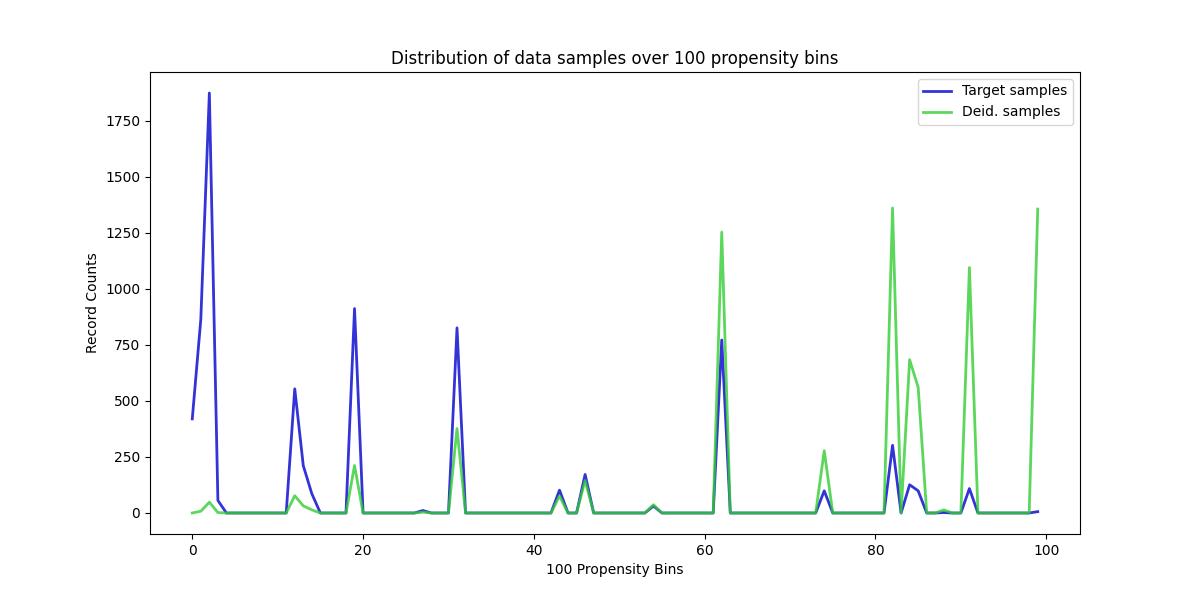 Distribution of data samples over 100 propensity bins
Target samples
Deid. samples
1750
1500
1250
1000
750
500
250
0
Record Counts
0 20 40 60 80 100
100 Propensity Bins